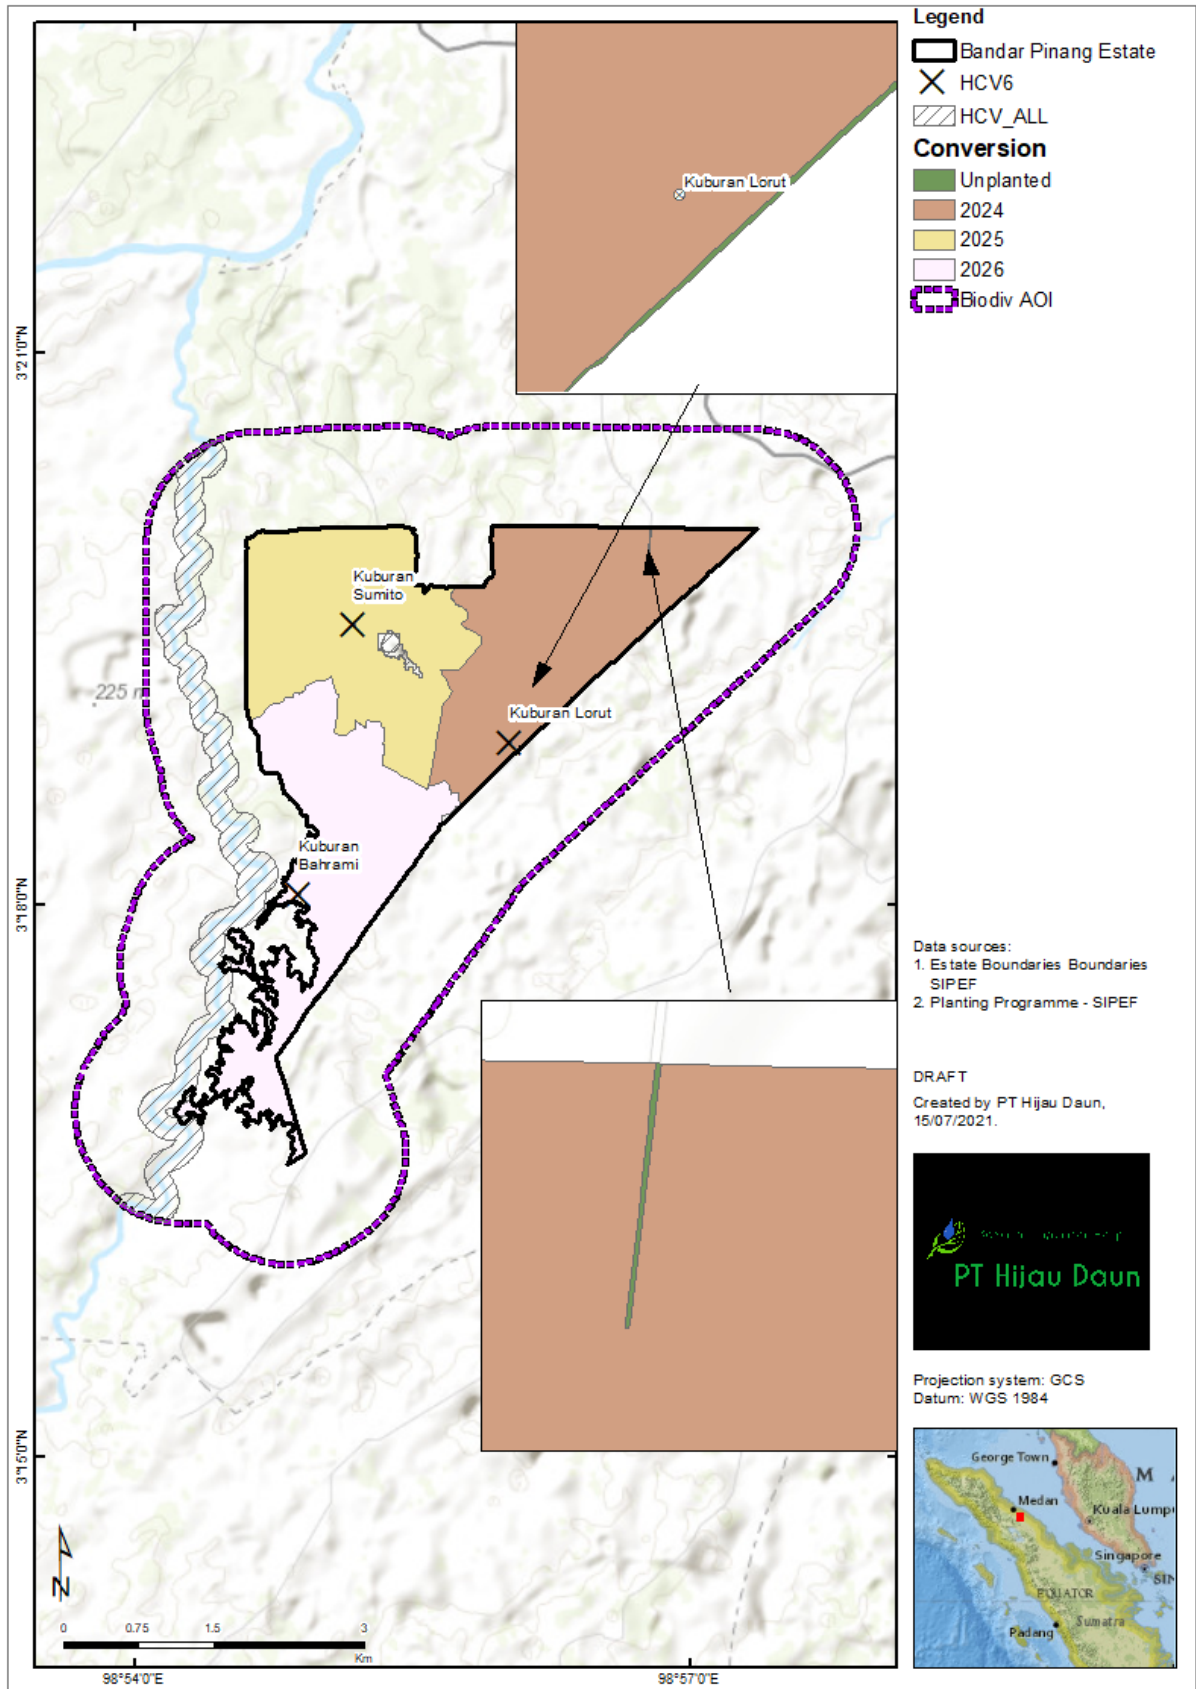 Legend
Bandar Pinang Estate
HCV6
HCV_ALL
Conversion
Unplanted
2024
2025
2026
Biodiv AOI
Kuburan Lorut
Kuburan
Sumito
Kuburan Lorut
Kuburan
Bahrami
225 m
3°21'0"N
3°18'0"N
3°15'0"N
98°54'0"E
98°57'0"E
N
0
0.75
1.5
3
Km
Data sources:
1. Estate Boundaries Boundaries
SIPEF
2. Planting Programme - SIPEF
DRAFT
Created by PT Hijau Daun,
15/07/2021.
PT Hijau Daun
Projection system: GCS
Datum: WGS 1984
George Town
M
Medan
Kuala Lump
Singapore
SIN
EQUATOR
Sumatra
Padang